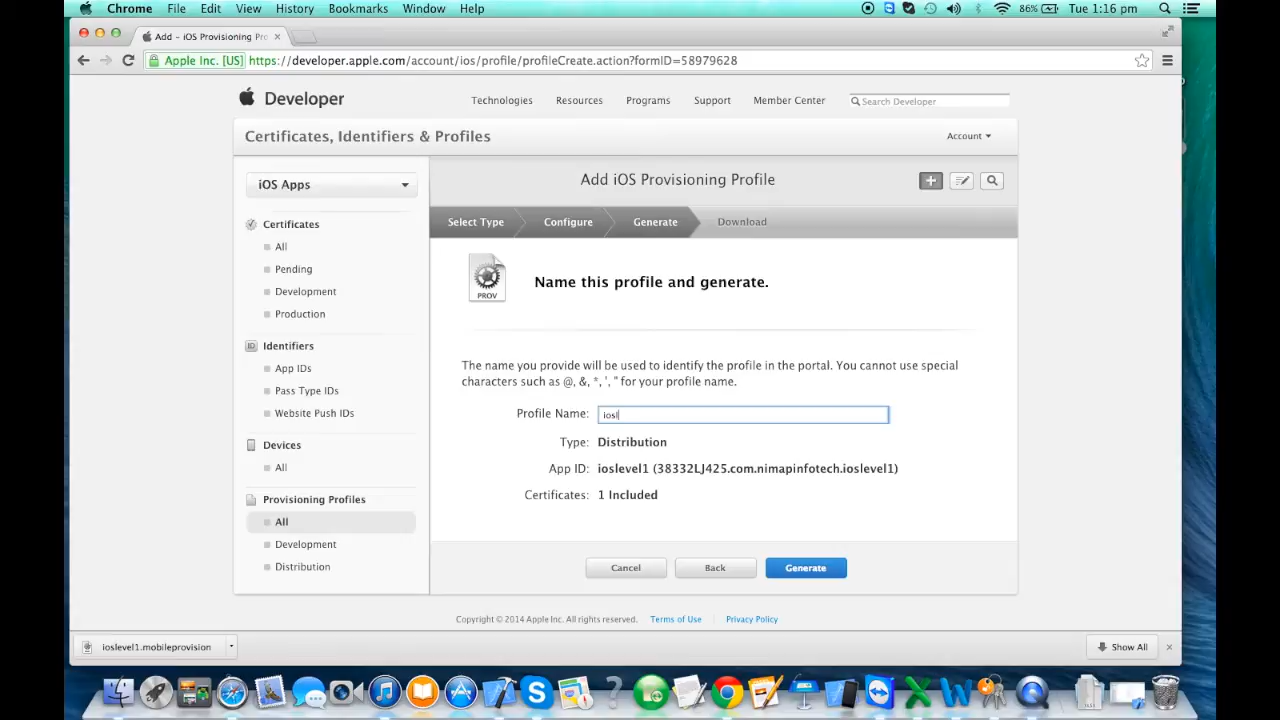 Chrome File Edit View History Bookmarks Window Help 86% Tue 1:16 pm
Add - iOS Provisioning Pr
Apple Inc. [US] https://developer.apple.com/account/ios/profile/profileCreate.action?formID=58979628
Developer Technologies Resources Programs Support Member Center Search Developer
Certificates, Identifiers & Profiles Account
iOS Apps
Certificates
All
Pending
Development
Production
ID Identifiers
App IDs
Pass Type IDs
Website Push IDs
Devices
All
Provisioning Profiles
All
Development
Distribution
Add iOS Provisioning Profile
Select Type Configure Generate Download
PROV
Name this profile and generate.
The name you provide will be used to identify the profile in the portal. You cannot use special
characters such as @, &, *, ', " for your profile name.
Profile Name: iosl
Type: Distribution
App ID: ioslevel1 (38332LJ425.com.nimapinfotech.ioslevel1)
Certificates: 1 Included
Cancel Back Generate
Copyright © 2014 Apple Inc. All rights reserved. Terms of Use Privacy Policy
ioslevel1.mobileprovision Show All